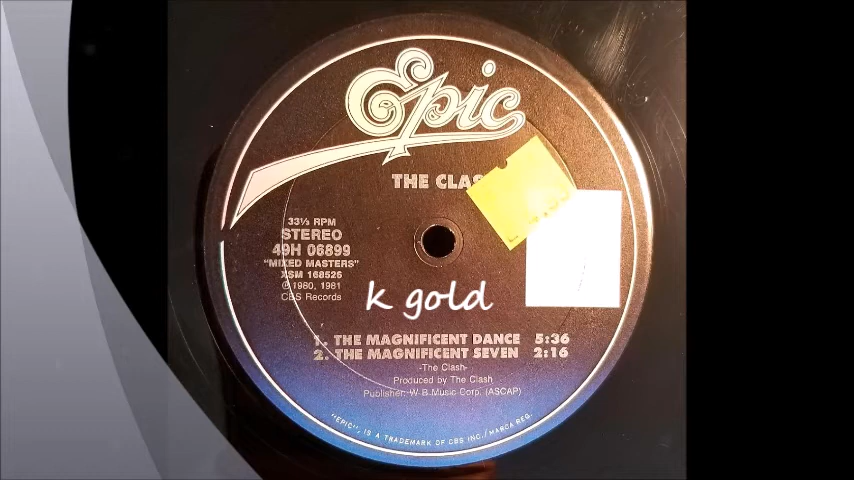 Epic
THE CLAS
33⅓ RPM
STEREO
49H 06899
"MIXED MASTERS"
XSM 168526
℗ 1980, 1981
CBS Records
k gold
1. THE MAGNIFICENT DANCE 5:36
2. THE MAGNIFICENT SEVEN 2:16
-The Clash-
Produced by The Clash
Publisher: W B Music Corp. (ASCAP)
"EPIC", IS A TRADEMARK OF CBS INC./MARCA REG.